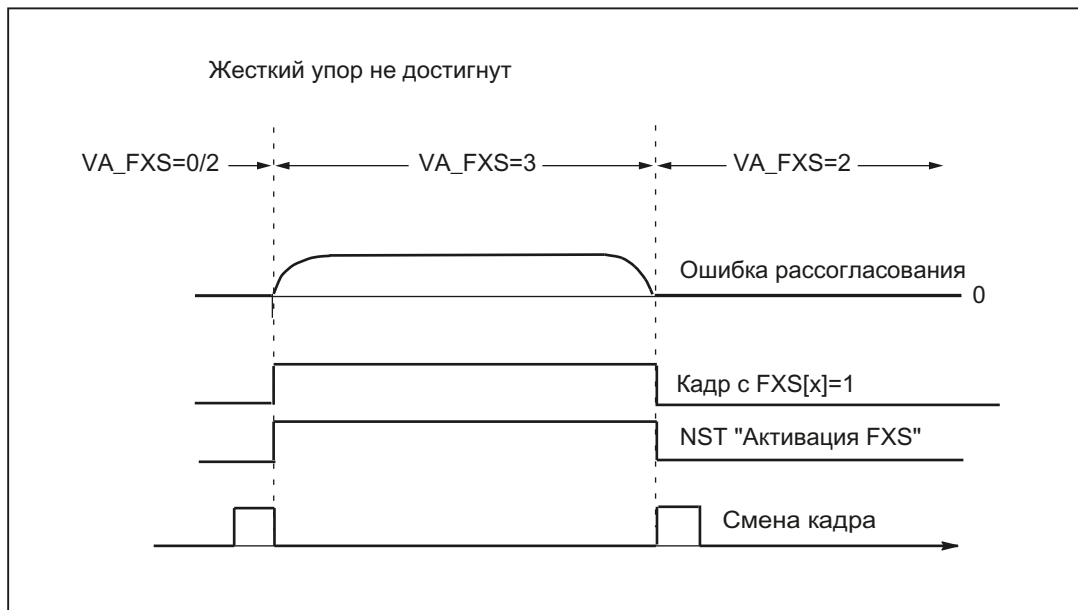 Жесткий упор не достигнут
VA_FXS=0/2
VA_FXS=3
VA_FXS=2
Ошибка рассогласования
0
Кадр с FXS[x]=1
NST "Активация FXS"
Смена кадра